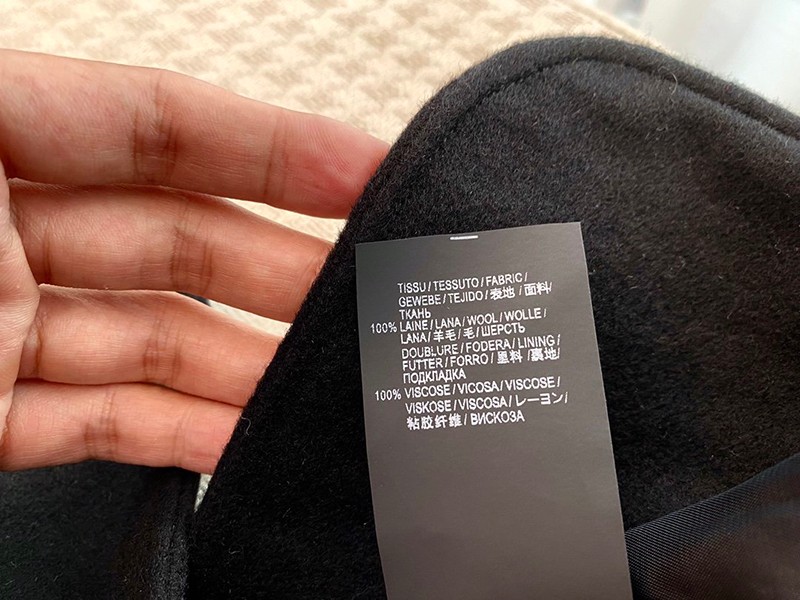 TISSU / TESSUTO / FABRIC /
GEWEBE / TEJIDO / 表地 / 面料/
ТКАНЬ
100% LAINE / LANA / WOOL / WOLLE /
LANA / 羊毛 / 毛 / ШЕРСТЬ
DOUBLURE / FODERA / LINING /
FUTTER / FORRO / 里料 / 裏地/
ПОДКЛАДКА
100% VISCOSE / VICOSA / VISCOSE /
VISKOSE / VISCOSA / レーヨン/
粘胶纤维 / ВИСКОЗА